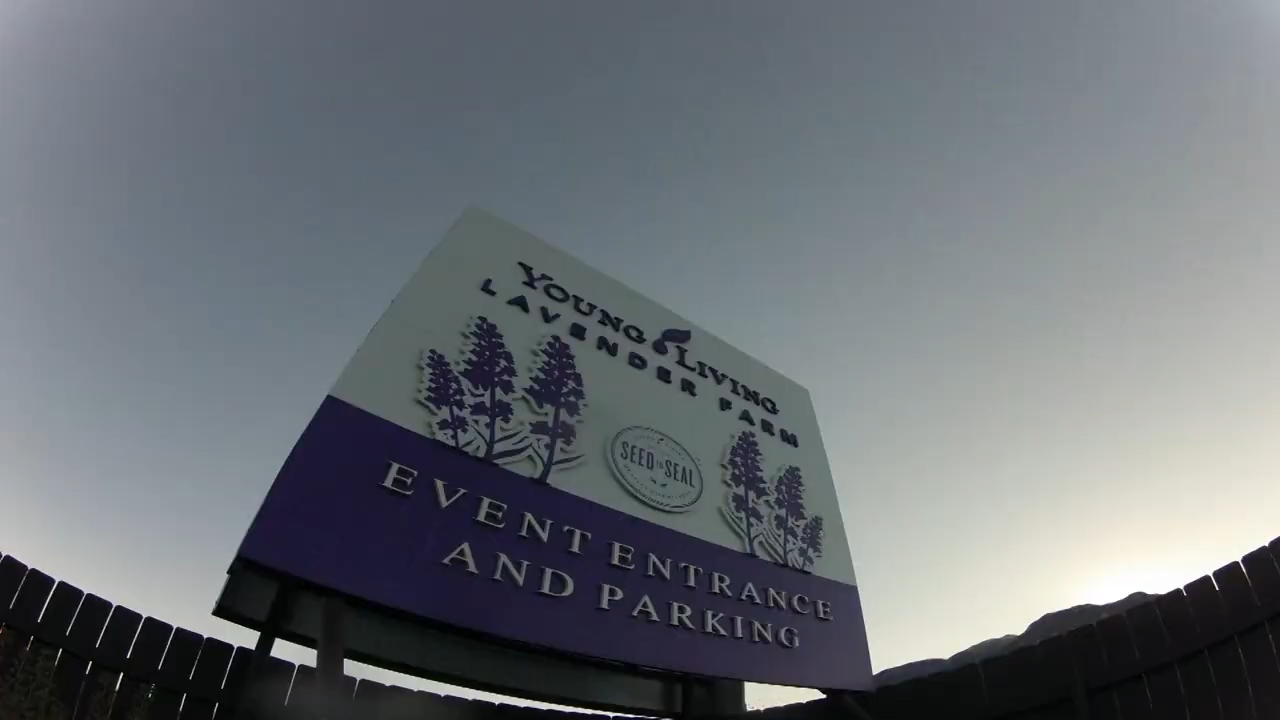 YOUNG LIVING
LAVENDER FARM
SEED TO SEAL
EVENT ENTRANCE
AND PARKING